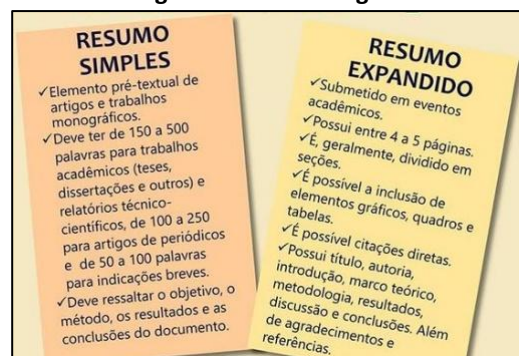 RESUMO
SIMPLES
✓Elemento pré-textual de
artigos e trabalhos
monográficos.
✓Deve ter de 150 a 500
palavras para trabalhos
acadêmicos (teses,
dissertações e outros) e
relatórios técnico-
científicos, de 100 a 250
para artigos de periódicos
e de 50 a 100 palavras
para indicações breves.
✓Deve ressaltar o objetivo, o
método, os resultados e as
conclusões do documento.
RESUMO
EXPANDIDO
✓Submetido em eventos
acadêmicos.
✓Possui entre 4 a 5 páginas.
✓É, geralmente, dividido em
seções.
✓É possível a inclusão de
elementos gráficos, quadros e
tabelas.
✓É possível citações diretas.
✓Possui título, autoria,
introdução, marco teórico,
metodologia, resultados,
discussão e conclusões. Além
de agradecimentos e
referências.